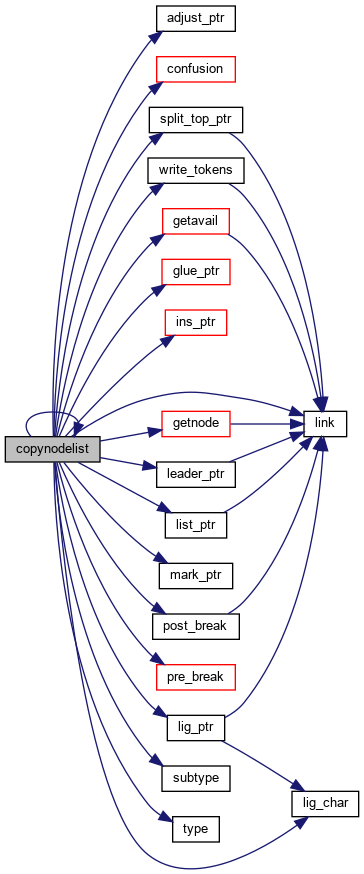 adjust_ptr
confusion
split_top_ptr
write_tokens
getavail
glue_ptr
ins_ptr
getnode
link
copynodelist
leader_ptr
list_ptr
mark_ptr
post_break
pre_break
lig_ptr
subtype
lig_char
type